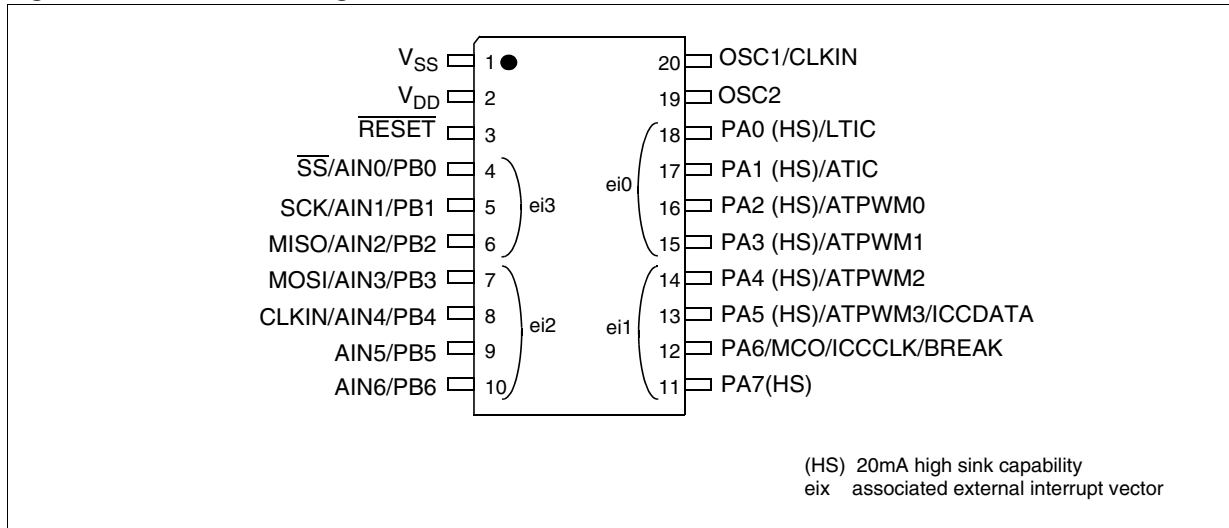 V_SS 1 20 OSC1/CLKIN
V_DD 2 19 OSC2
RESET 3 18 PA0 (HS)/LTIC
SS/AIN0/PB0 4 17 PA1 (HS)/ATIC
ei3 ei0
SCK/AIN1/PB1 5 16 PA2 (HS)/ATPWM0
MISO/AIN2/PB2 6 15 PA3 (HS)/ATPWM1
MOSI/AIN3/PB3 7 14 PA4 (HS)/ATPWM2
CLKIN/AIN4/PB4 8 13 PA5 (HS)/ATPWM3/ICCDATA
ei2 ei1
AIN5/PB5 9 12 PA6/MCO/ICCCLK/BREAK
AIN6/PB6 10 11 PA7(HS)
(HS) 20mA high sink capability
eix associated external interrupt vector